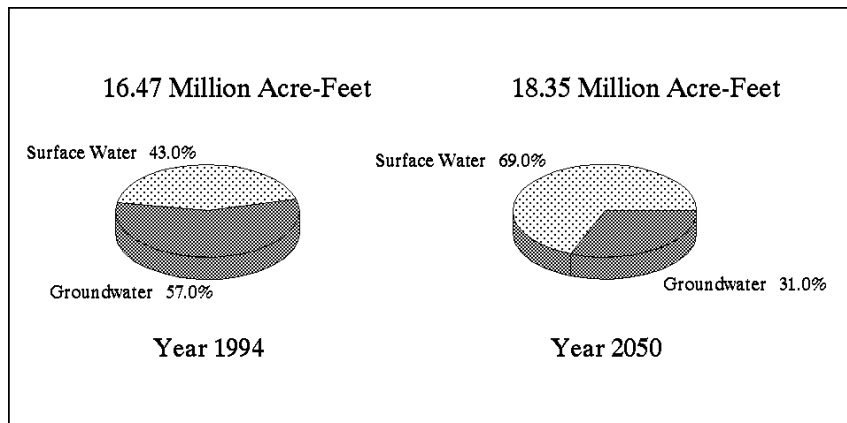 16.47 Million Acre-Feet
18.35 Million Acre-Feet
Surface Water 43.0%
Surface Water 69.0%
Groundwater 57.0%
Groundwater 31.0%
Year 1994
Year 2050